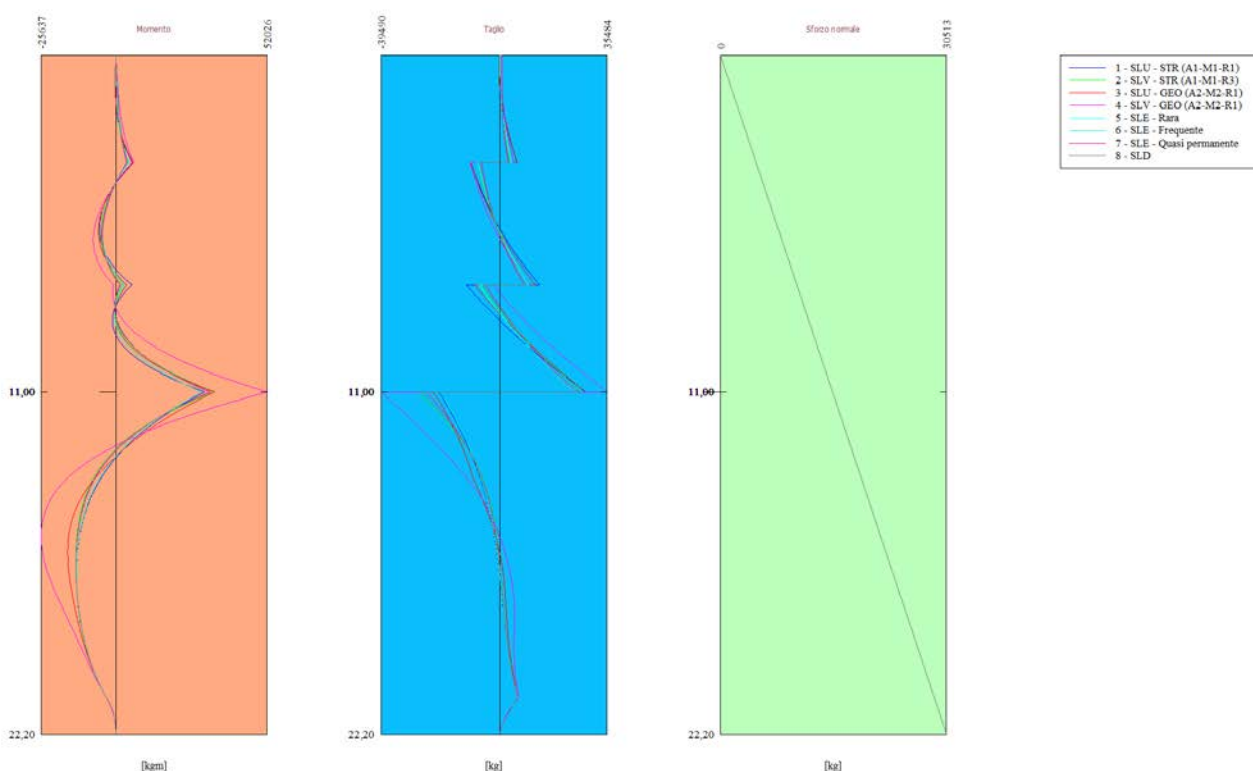 -25637
Momento
52026
-39490
Taglio
35484
0
Sforzo normale
30513
1 - SLU - STR (A1-M1-R1)
2 - SLV - STR (A1-M1-R3)
3 - SLU - GEO (A2-M2-R1)
4 - SLV - GEO (A2-M2-R1)
5 - SLE - Rara
6 - SLE - Frequente
7 - SLE - Quasi permanente
8 - SLD
11,00
11,00
11,00
22,20
22,20
22,20
[kgm]
[kg]
[kg]